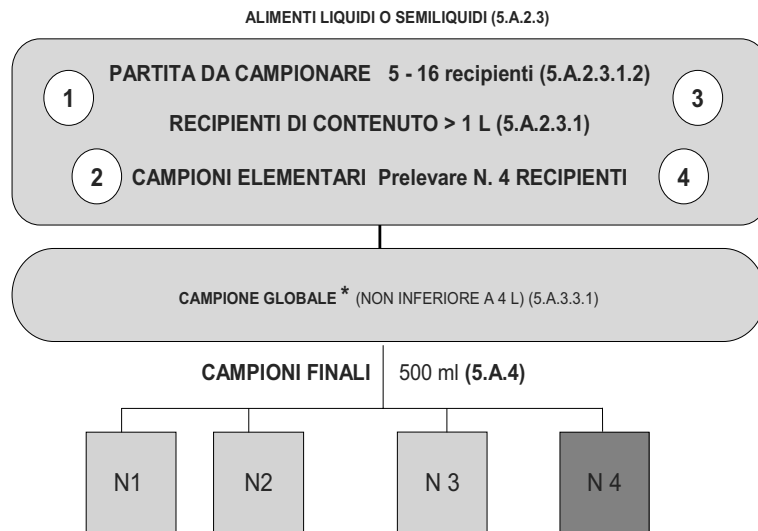 ALIMENTI LIQUIDI O SEMILIQUIDI (5.A.2.3)
PARTITA DA CAMPIONARE 5 - 16 recipienti (5.A.2.3.1.2)
1
3
RECIPIENTI DI CONTENUTO > 1 L (5.A.2.3.1)
2 CAMPIONI ELEMENTARI Prelevare N. 4 RECIPIENTI 4
CAMPIONE GLOBALE * (NON INFERIORE A 4 L) (5.A.3.3.1)
CAMPIONI FINALI 500 ml (5.A.4)
N1 N2 N 3 N 4